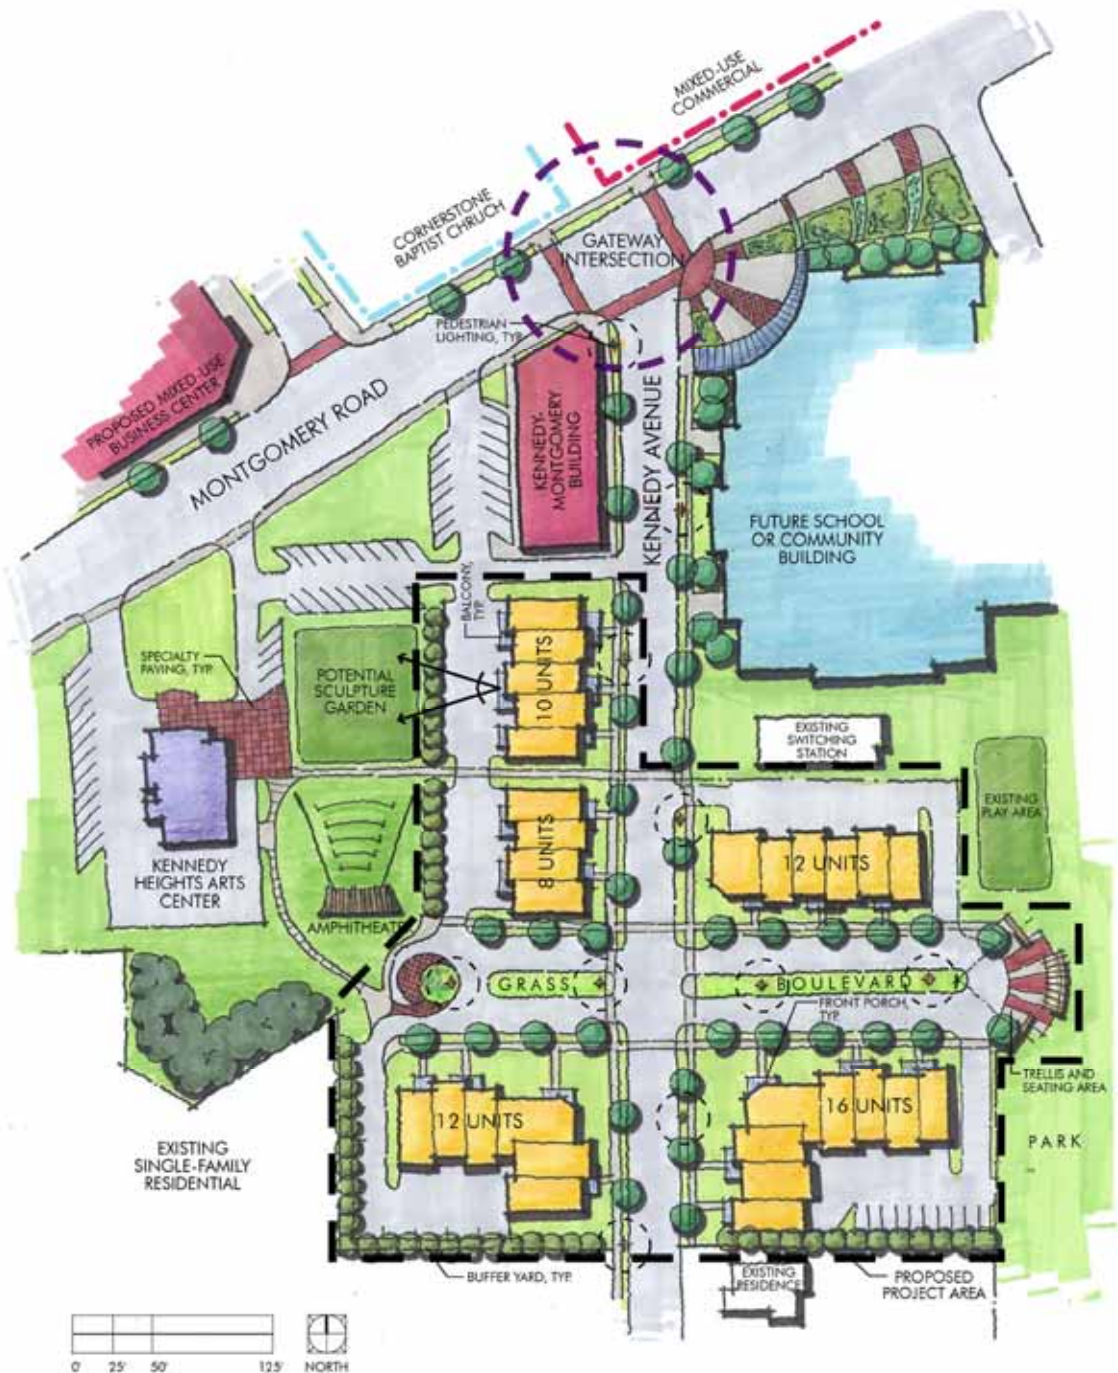 MIXED-USE
COMMERCIAL
CORNERSTONE
BAPTIST CHRUCH
GATEWAY
INTERSECTION
PEDESTRIAN
LIGHTING, TYP.
PROPOSED MIXED-USE
BUSINESS CENTER
MONTGOMERY ROAD
KENNEDY-
MONTGOMERY
BUILDING
KENNEDY AVENUE
FUTURE SCHOOL
OR COMMUNITY
BUILDING
BALCONY,
TYP.
SPECIALTY
PAVING, TYP.
POTENTIAL
SCULPTURE
GARDEN
10 UNITS
EXISTING
SWITCHING
STATION
EXISTING
PLAY AREA
8 UNITS
12 UNITS
KENNEDY
HEIGHTS ARTS
CENTER
AMPHITHEATE
GRASS
BOULEVARD
FRONT PORCH,
TYP.
TRELLIS AND
SEATING AREA
12 UNITS
16 UNITS
PARK
EXISTING
SINGLE-FAMILY
RESIDENTIAL
BUFFER YARD, TYP.
EXISTING
RESIDENCE
PROPOSED
PROJECT AREA
0' 25' 50' 125'
NORTH